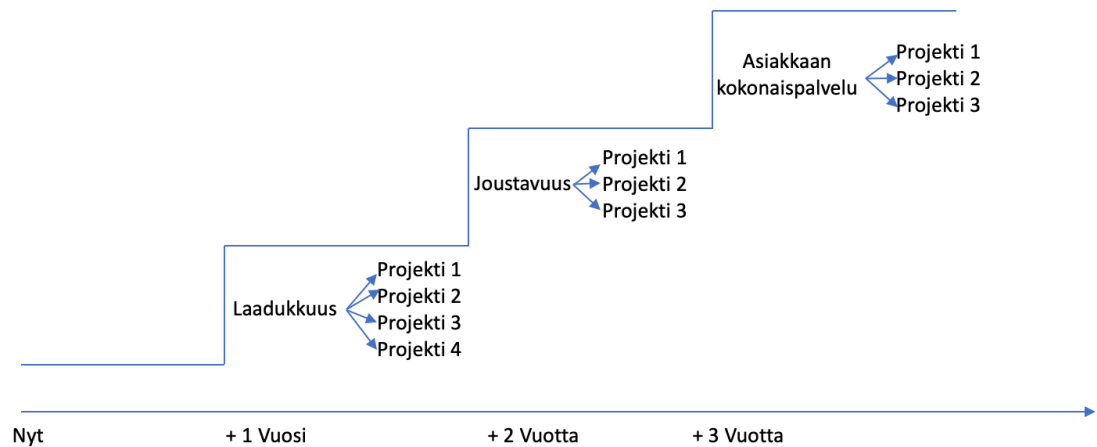 Asiakkaan
kokonaispalvelu
Projekti 1
Projekti 2
Projekti 3
Joustavuus
Projekti 1
Projekti 2
Projekti 3
Laadukkuus
Projekti 1
Projekti 2
Projekti 3
Projekti 4
Nyt
+ 1 Vuosi
+ 2 Vuotta
+ 3 Vuotta